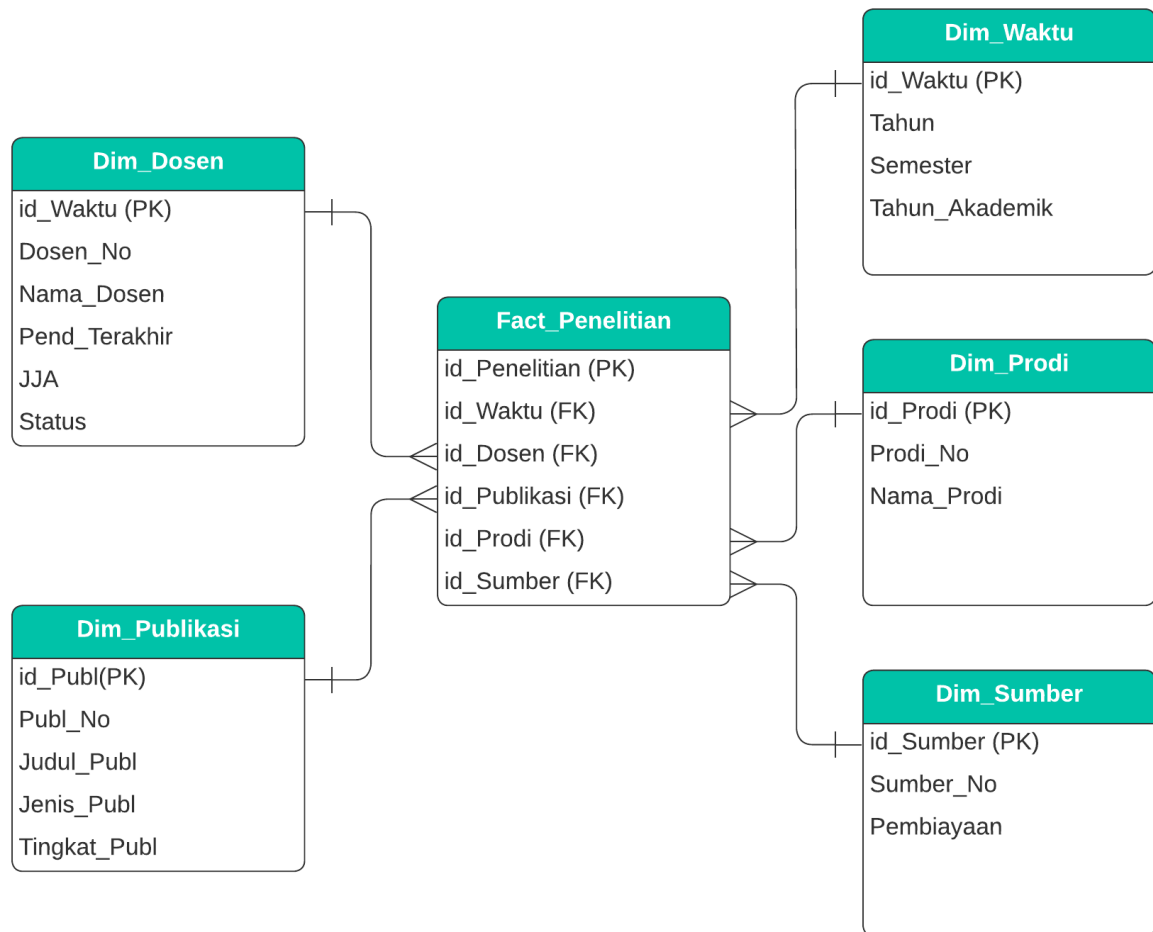 Dim_Dosen
id_Waktu (PK)
Dosen_No
Nama_Dosen
Pend_Terakhir
JJA
Status
Dim_Publikasi
id_Publ(PK)
Publ_No
Judul_Publ
Jenis_Publ
Tingkat_Publ
Fact_Penelitian
id_Penelitian (PK)
id_Waktu (FK)
id_Dosen (FK)
id_Publikasi (FK)
id_Prodi (FK)
id_Sumber (FK)
Dim_Waktu
id_Waktu (PK)
Tahun
Semester
Tahun_Akademik
Dim_Prodi
id_Prodi (PK)
Prodi_No
Nama_Prodi
Dim_Sumber
id_Sumber (PK)
Sumber_No
Pembiayaan